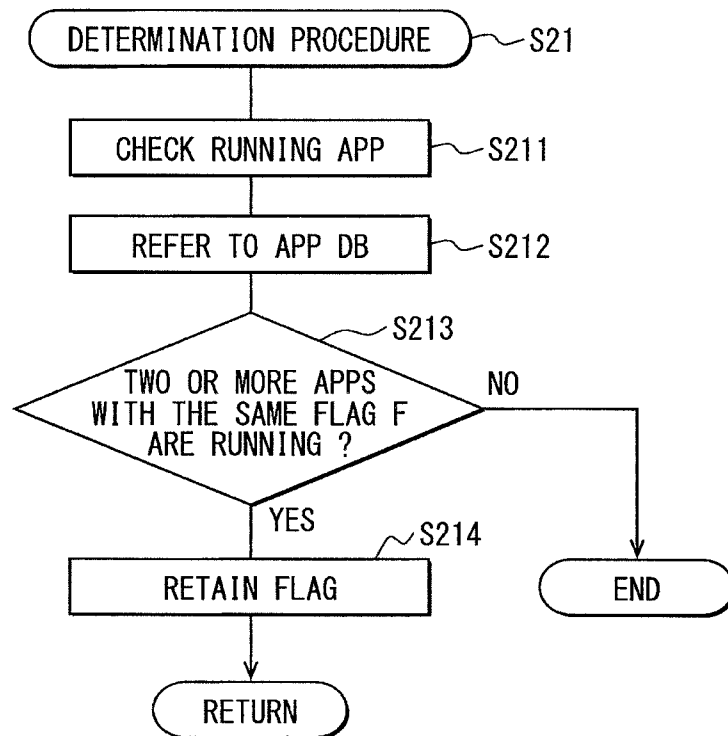 DETERMINATION PROCEDURE
S21
CHECK RUNNING APP
S211
REFER TO APP DB
S212
S213
TWO OR MORE APPS
WITH THE SAME FLAG F
ARE RUNNING ?
NO
YES
S214
RETAIN FLAG
END
RETURN